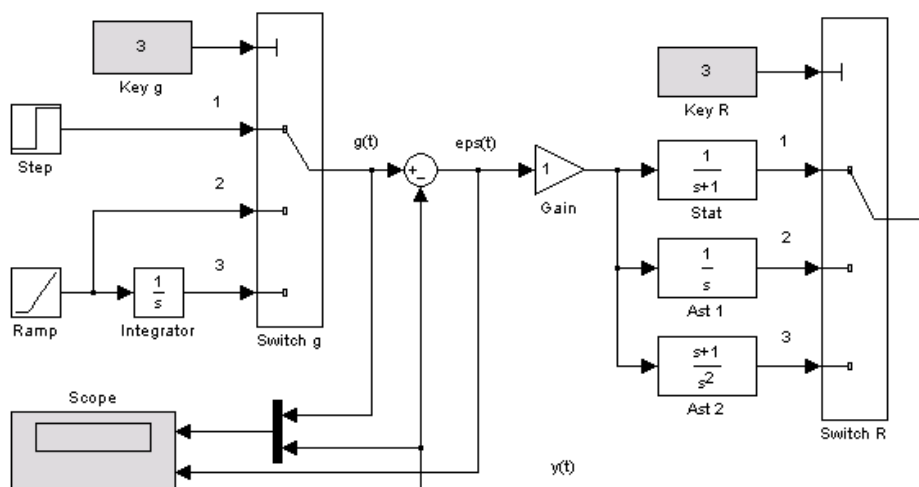 3
Key g
1
Step
2
3
Ramp
1
s
Integrator
Switch g
g(t)
+
-
eps(t)
1
Gain
3
Key R
1
1
s+1
Stat
2
1
s
Ast 1
3
s+1
s2
Ast 2
Switch R
Scope
y(t)